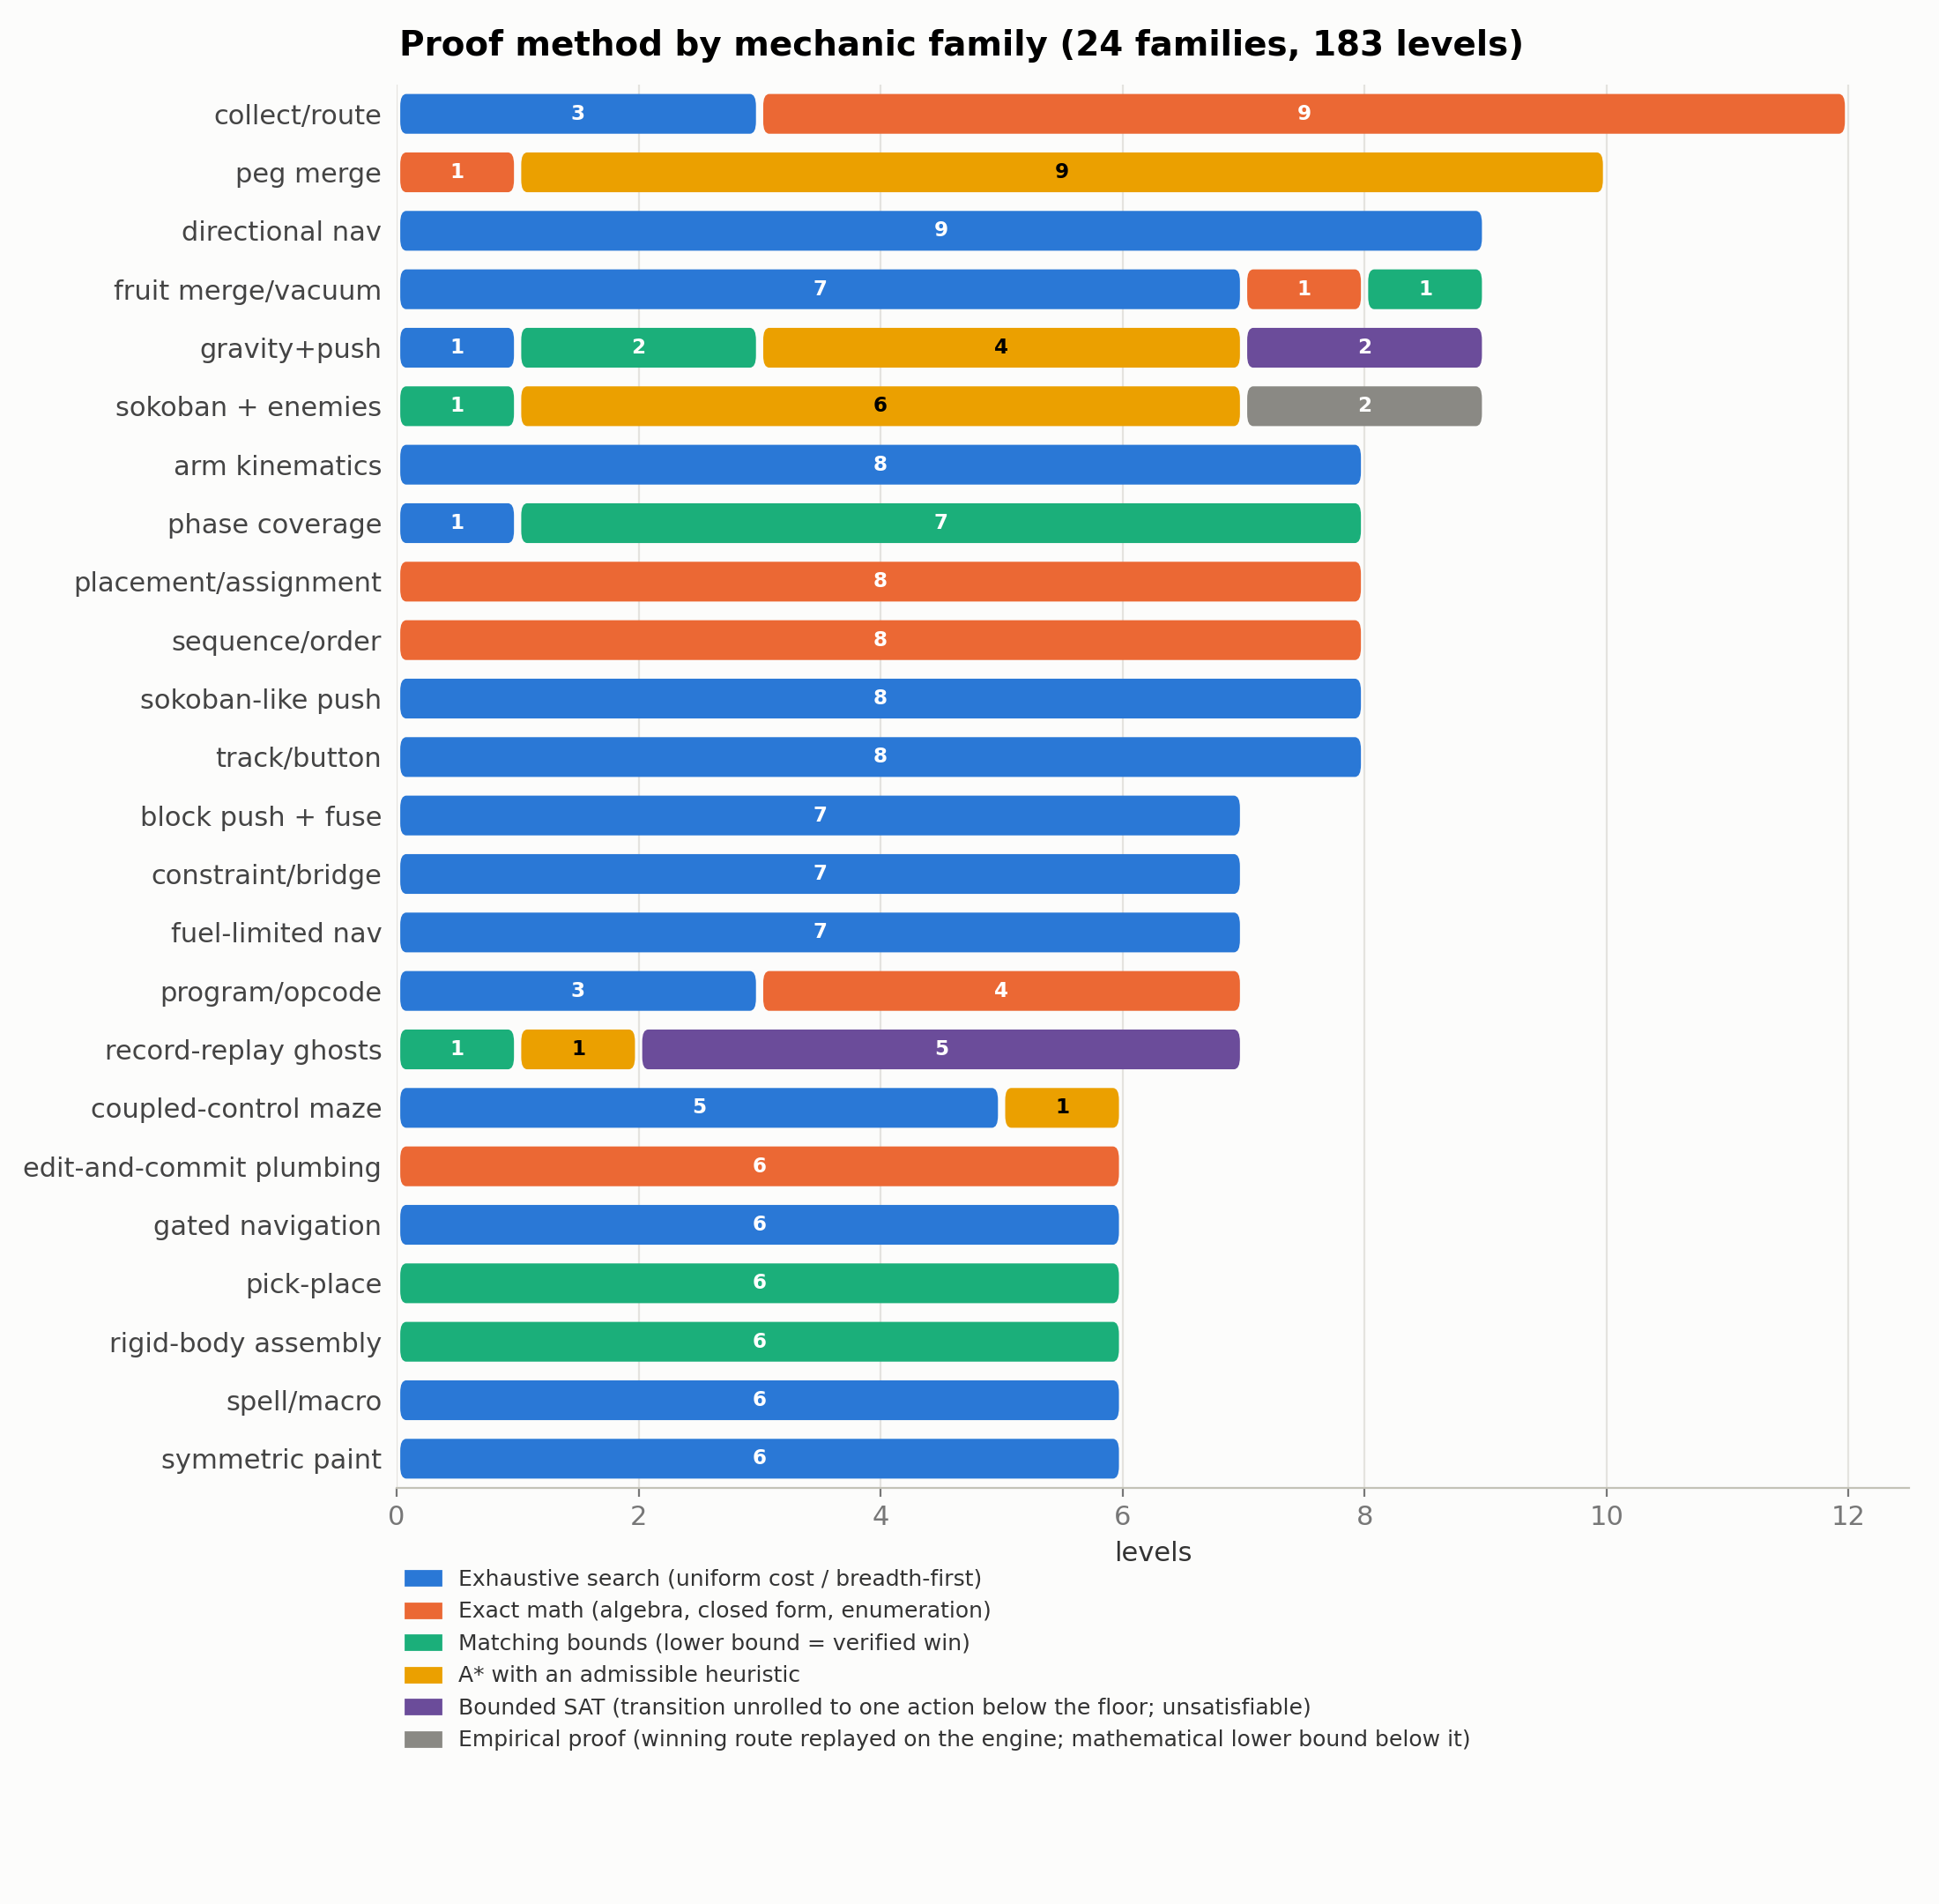 Proof method by mechanic family (24 families, 183 levels)
collect/route 3 9
peg merge 1 9
directional nav 9
fruit merge/vacuum 7 1 1
gravity+push 1 2 4 2
sokoban + enemies 1 6 2
arm kinematics 8
phase coverage 1 7
placement/assignment 8
sequence/order 8
sokoban-like push 8
track/button 8
block push + fuse 7
constraint/bridge 7
fuel-limited nav 7
program/opcode 3 4
record-replay ghosts 1 1 5
coupled-control maze 5 1
edit-and-commit plumbing 6
gated navigation 6
pick-place 6
rigid-body assembly 6
spell/macro 6
symmetric paint 6
0 2 4 6 8 10 12
levels
Exhaustive search (uniform cost / breadth-first)
Exact math (algebra, closed form, enumeration)
Matching bounds (lower bound = verified win)
A* with an admissible heuristic
Bounded SAT (transition unrolled to one action below the floor; unsatisfiable)
Empirical proof (winning route replayed on the engine; mathematical lower bound below it)